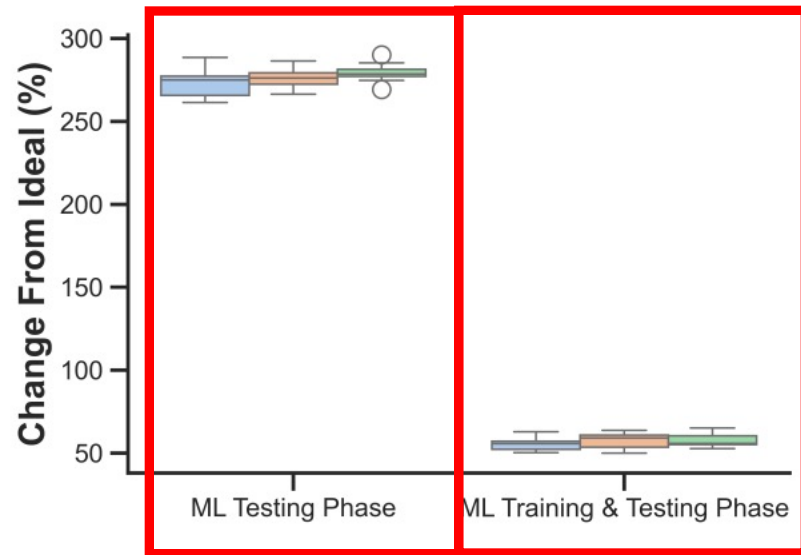 Change From Ideal (%)
300
250
200
150
100
50
ML Testing Phase
ML Training & Testing Phase